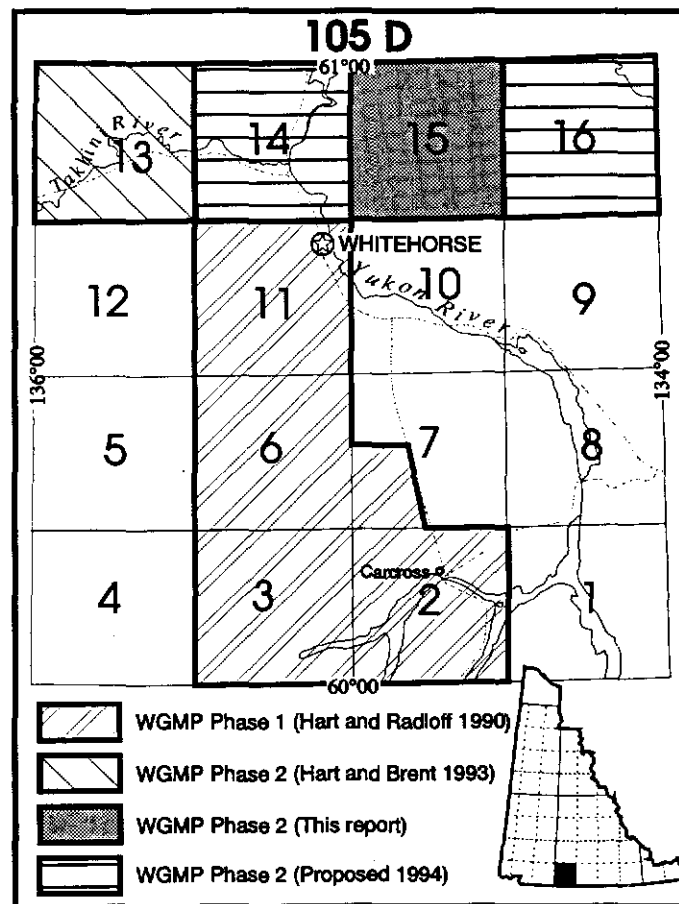 105 D
61°00
Takhini River
13
14
15
16
WHITEHORSE
Yukon River
12
11
10
9
136°00
134°00
5
6
7
8
Carcross
4
3
2
1
60°00
WGMP Phase 1 (Hart and Radloff 1990)
WGMP Phase 2 (Hart and Brent 1993)
WGMP Phase 2 (This report)
WGMP Phase 2 (Proposed 1994)